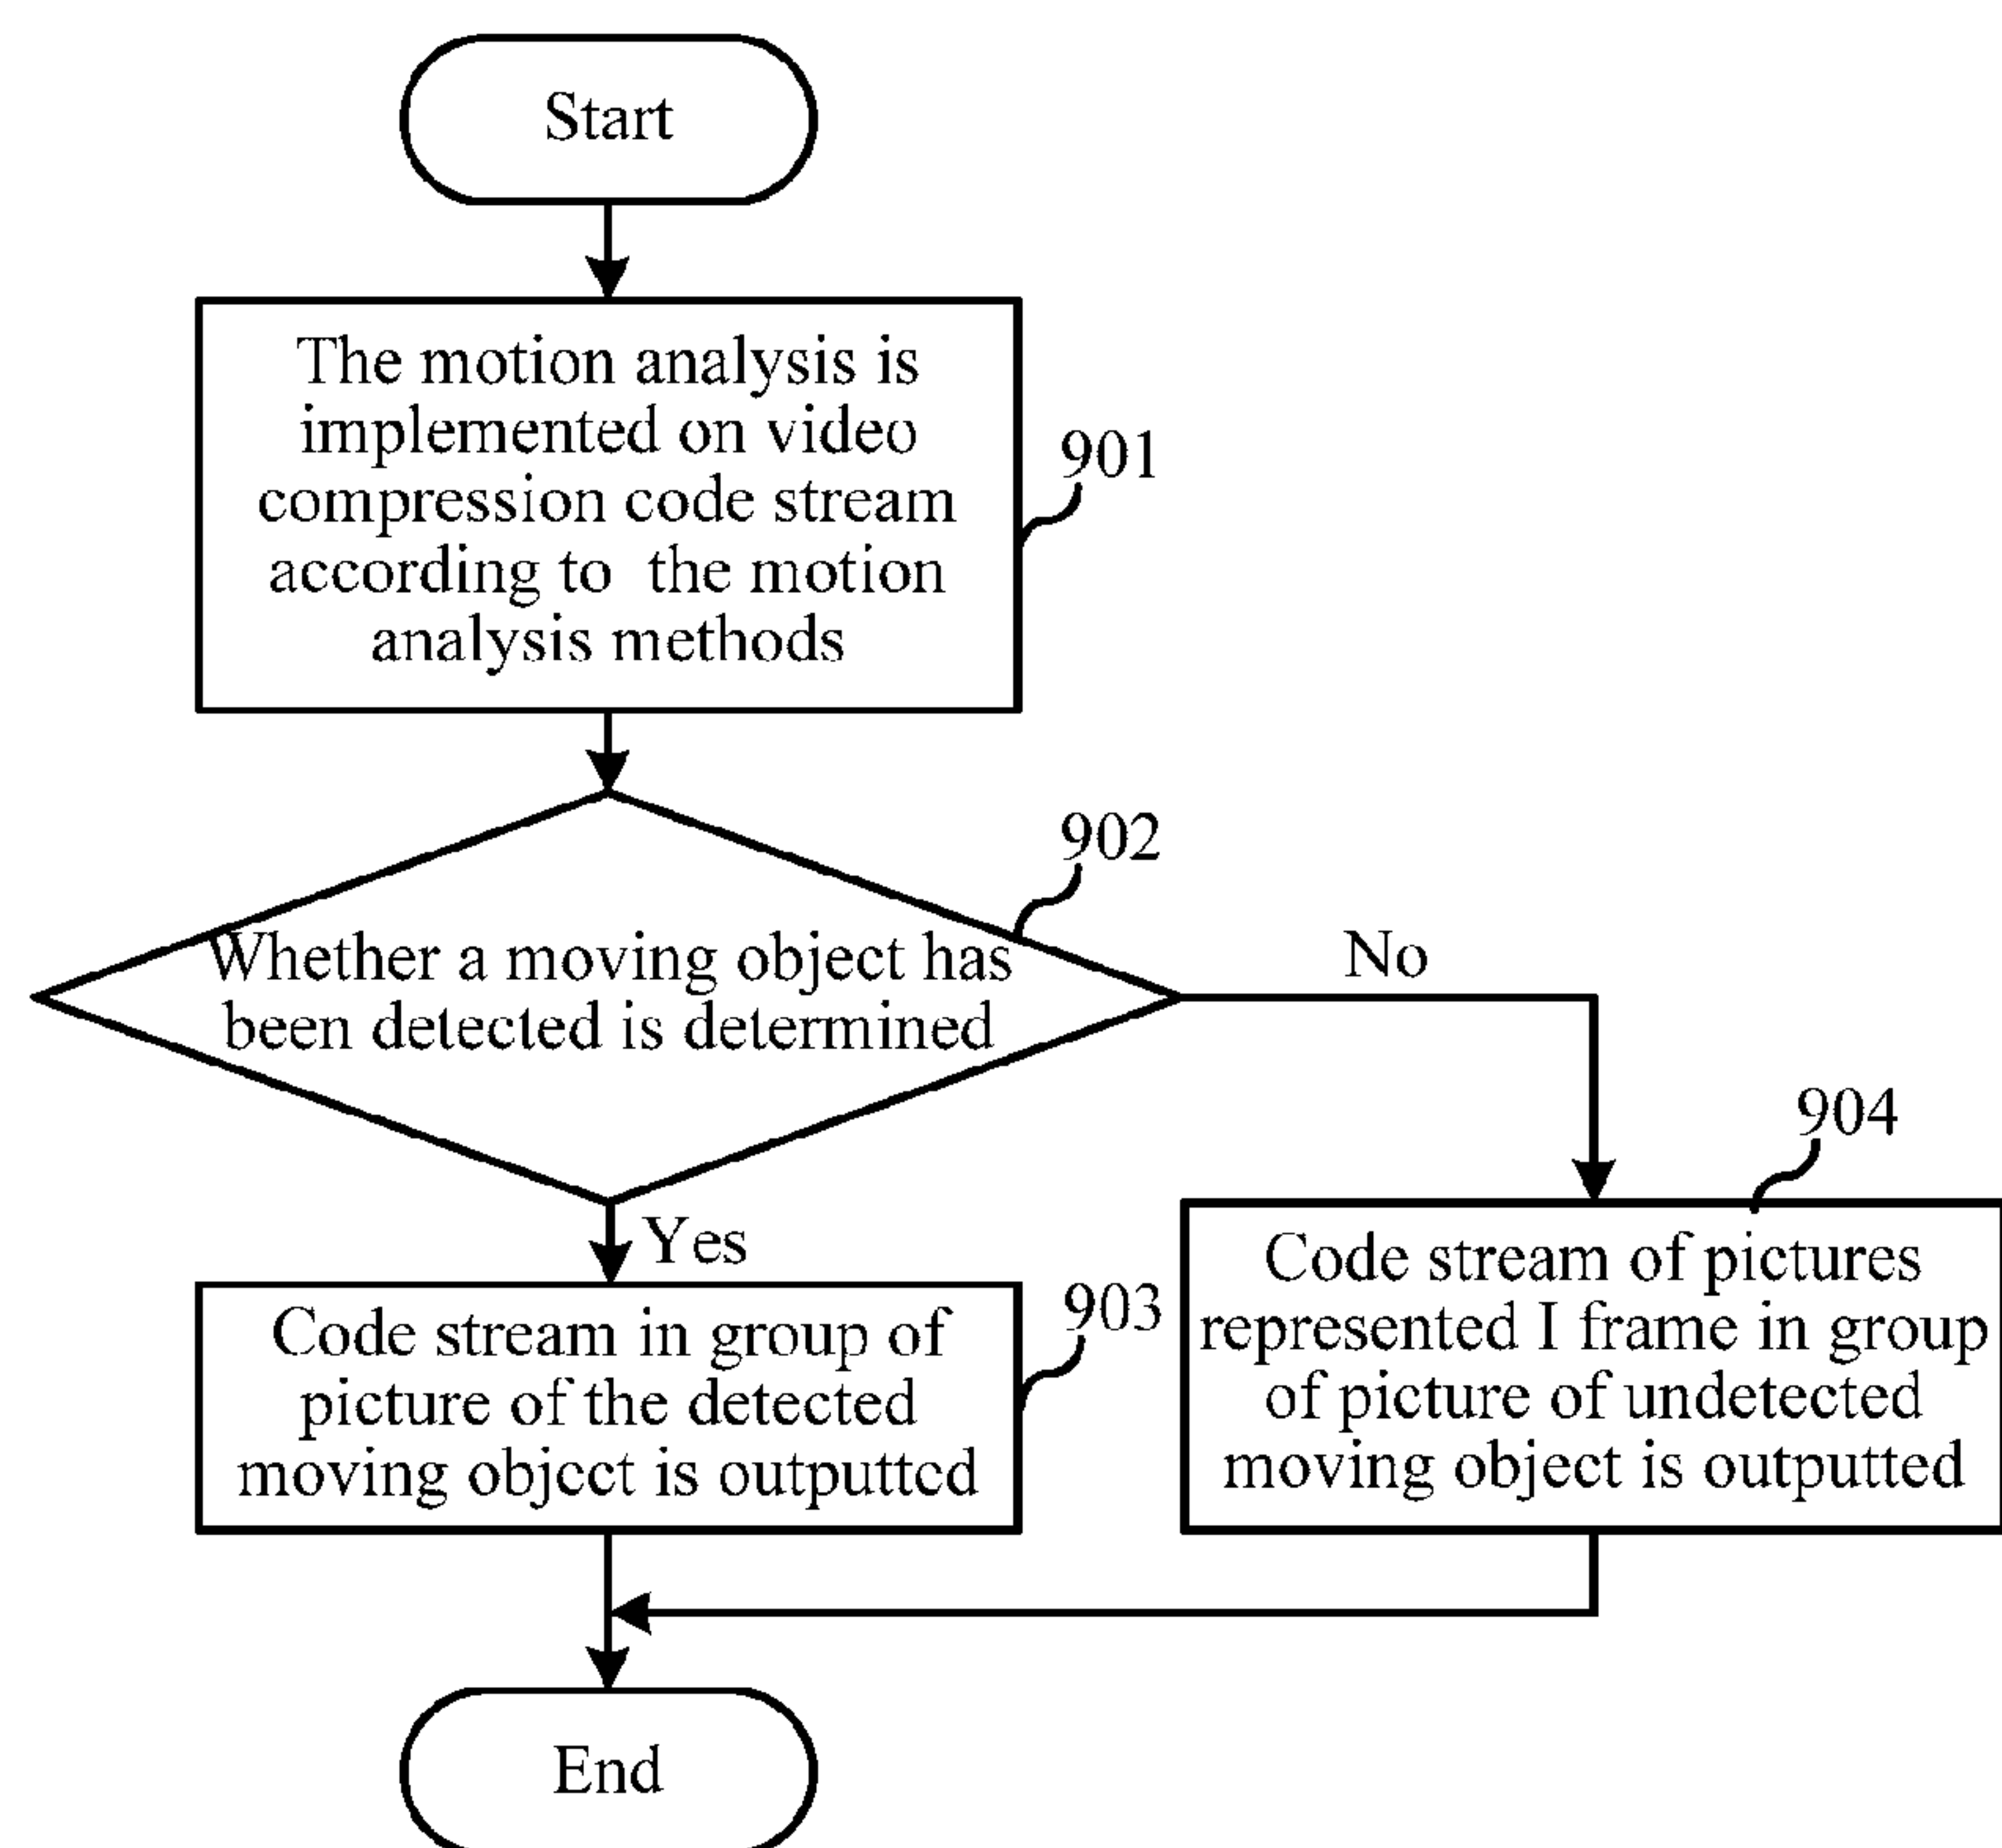 Start
The motion analysis is
implemented on video
compression code stream
according to the motion
analysis methods
901
902
Whether a moving object has
been detected is determined
No
Yes
904
Code stream of pictures
represented I frame in group
of picture of undetected
moving object is outputted
903
Code stream in group of
picture of the detected
moving object is outputted
End